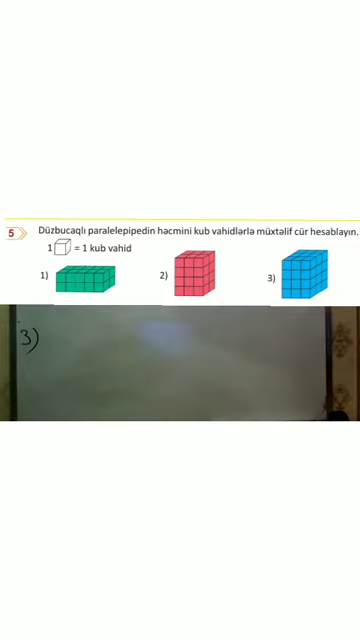 5 Düzbucaqlı paralelepipedin həcmini kub vahidlərlə müxtəlif cür hesablayın.
1 = 1 kub vahid
1) 2) 3)
3)